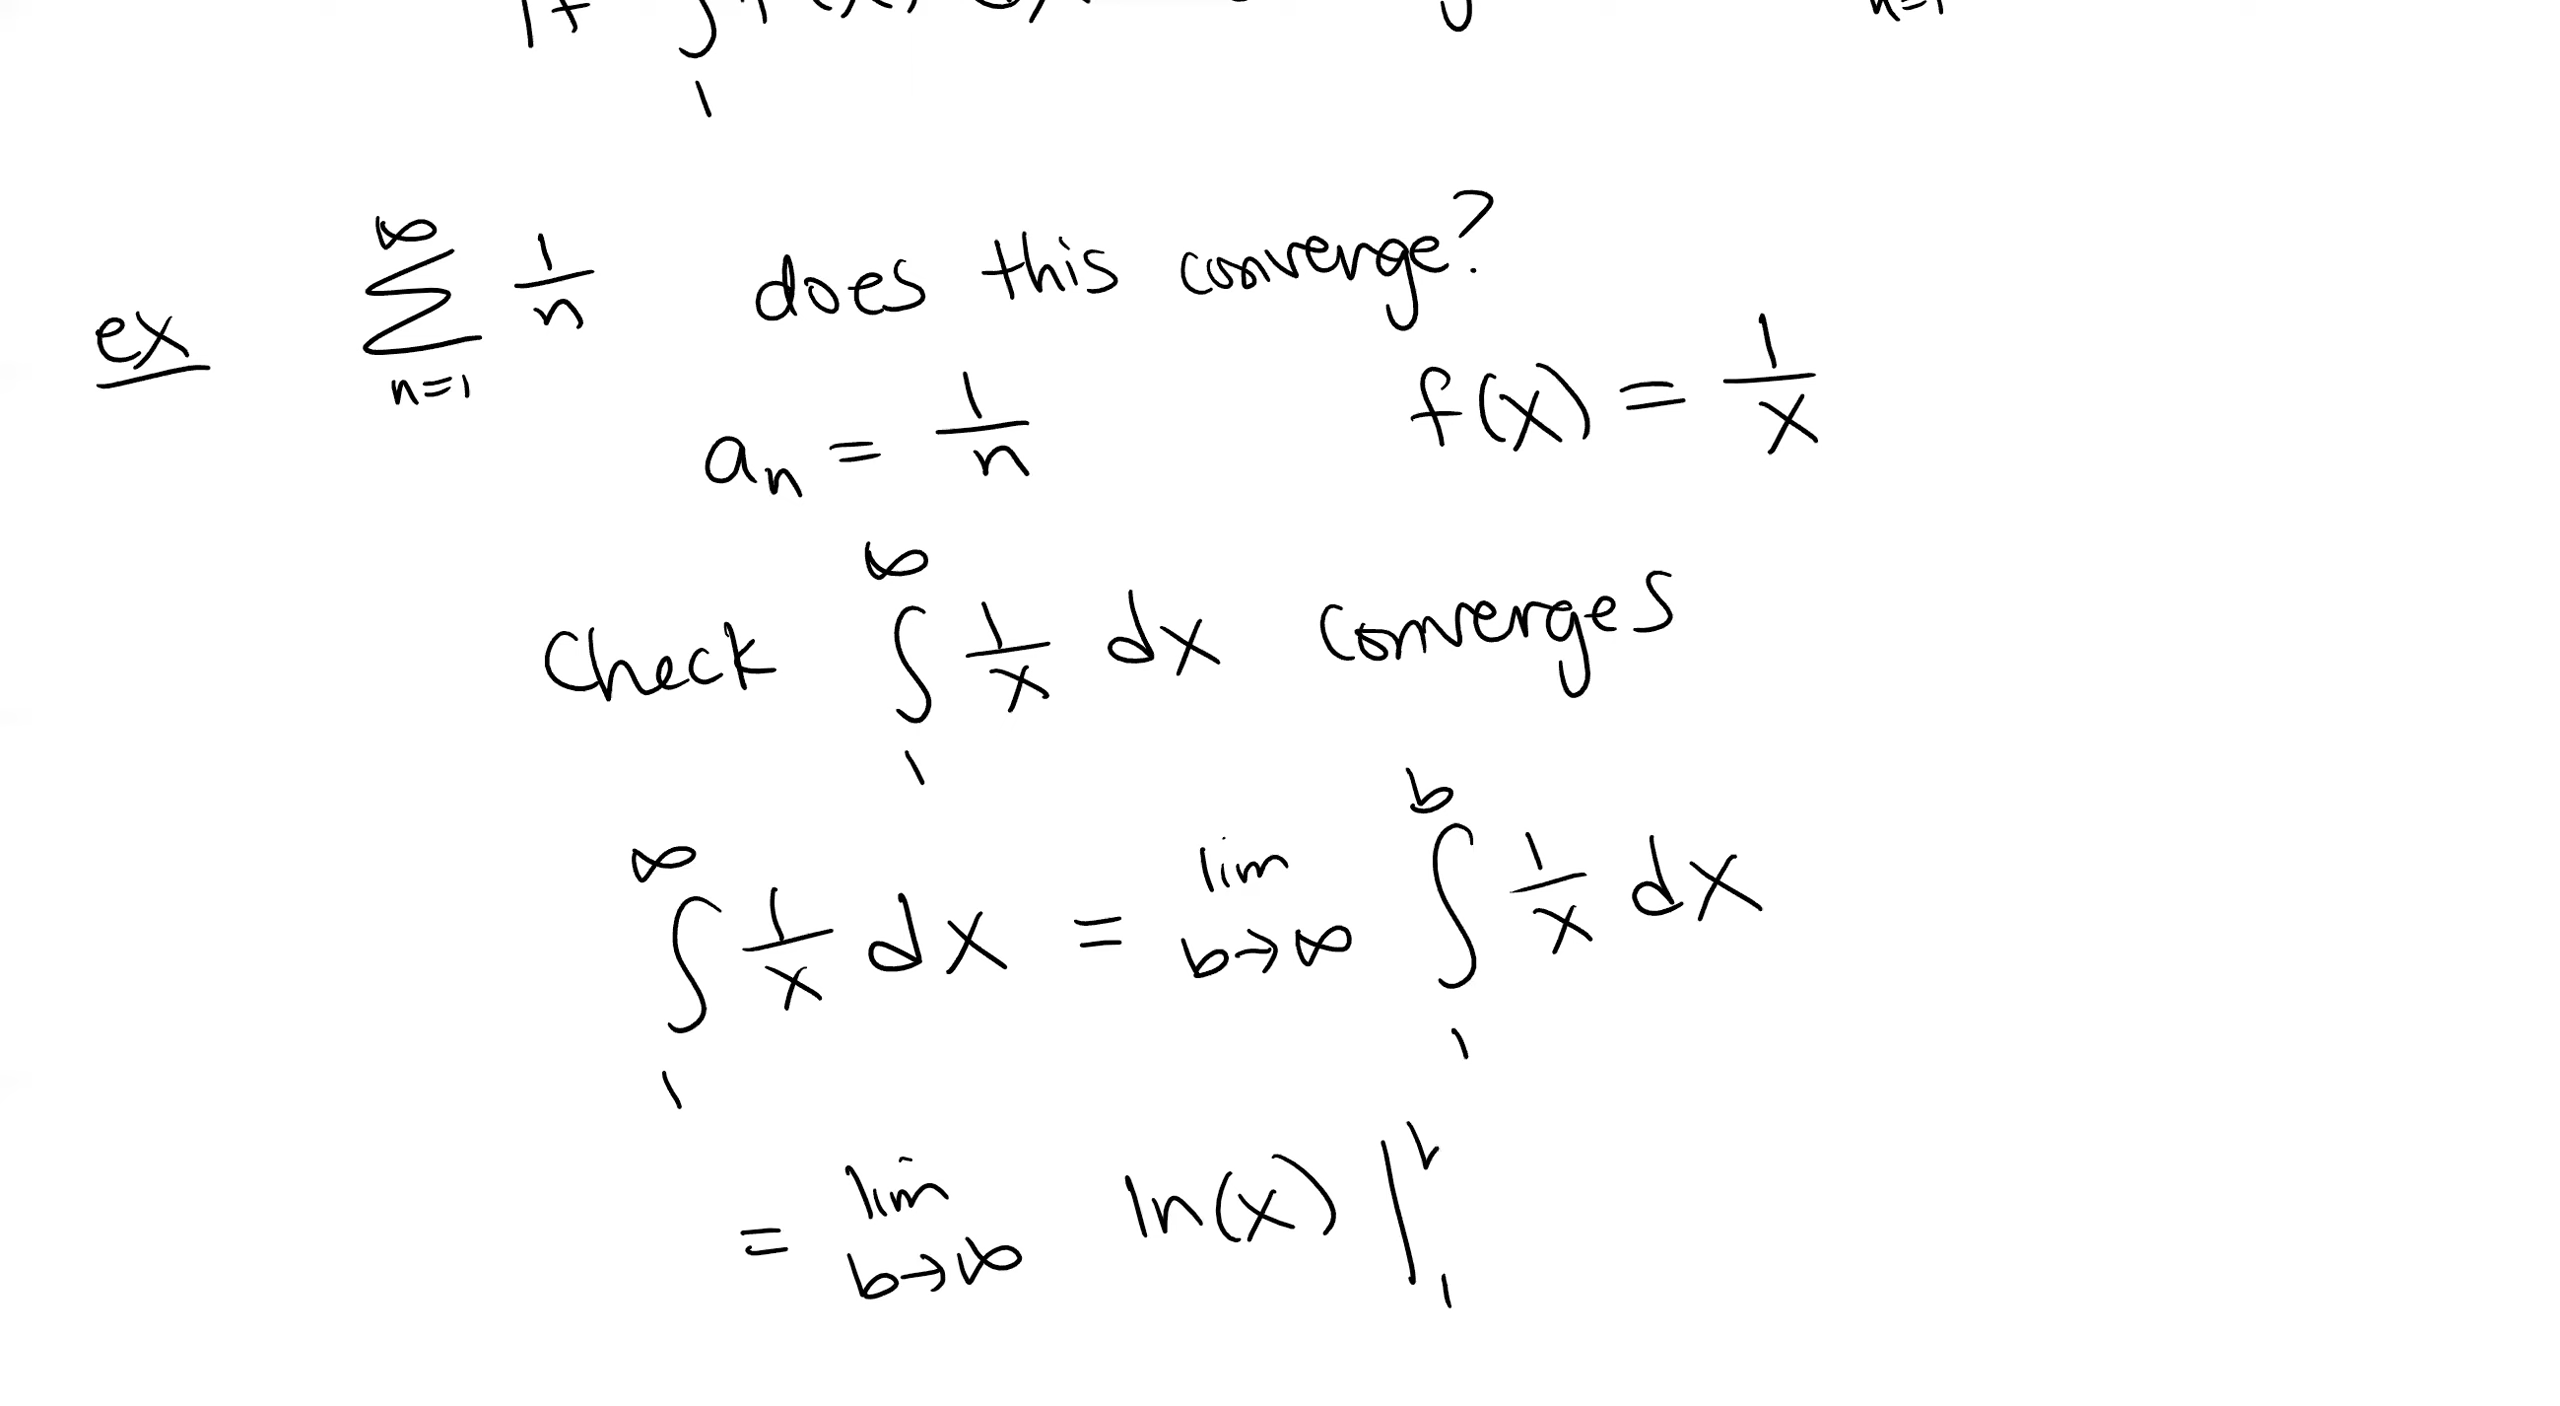 ex ∑_{n=1}^{∞} 1/n does this converge?
a_n = 1/n f(x) = 1/x
Check ∫_1^∞ 1/x dx converges
∫_1^∞ 1/x dx = lim_{b→∞} ∫_1^b 1/x dx
= lim_{b→∞} ln(x) |_1